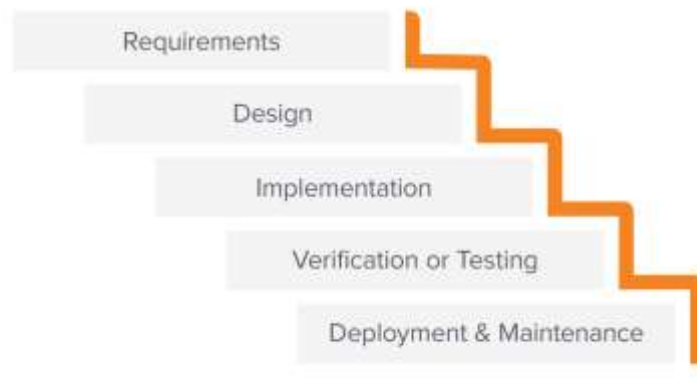 Requirements
Design
Implementation
Verification or Testing
Deployment & Maintenance